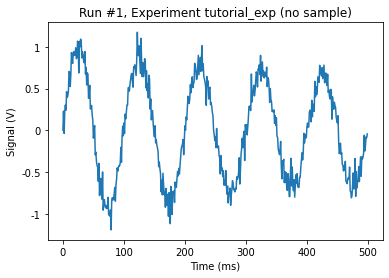 Run #1, Experiment tutorial_exp (no sample)
1
0.5
0
-0.5
-1
Signal (V)
0 100 200 300 400 500
Time (ms)